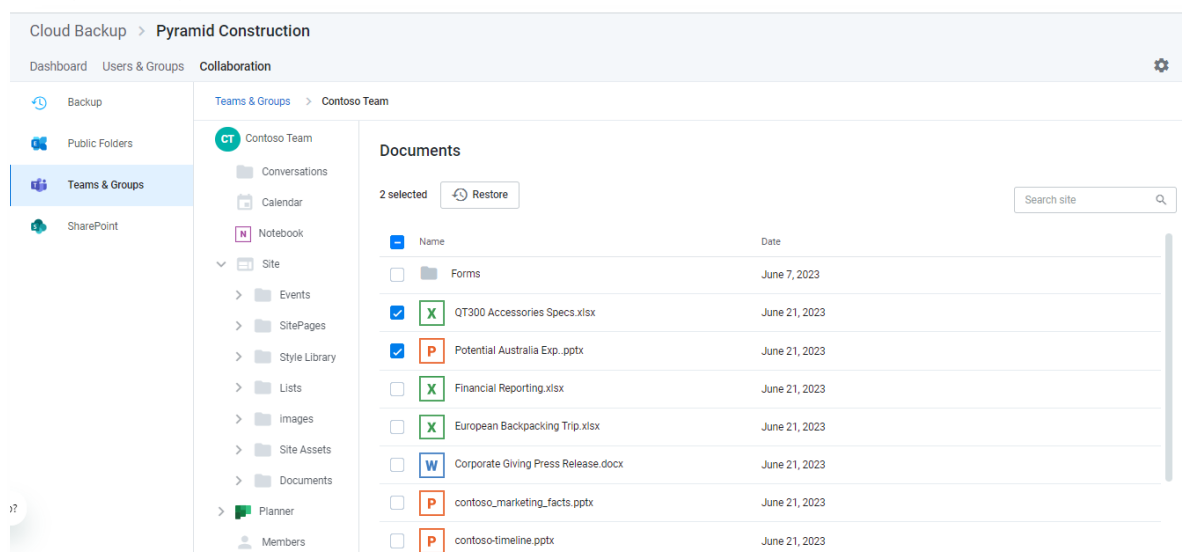 Cloud Backup > Pyramid Construction
Dashboard Users & Groups Collaboration
Backup
Public Folders
Teams & Groups
SharePoint
Teams & Groups > Contoso Team
CT Contoso Team
Conversations
Calendar
N Notebook
Site
Events
SitePages
Style Library
Lists
images
Site Assets
Documents
Planner
Members
Documents
2 selected Restore
Search site
Name Date
Forms June 7, 2023
X QT300 Accessories Specs.xlsx June 21, 2023
P Potential Australia Exp..pptx June 21, 2023
X Financial Reporting.xlsx June 21, 2023
X European Backpacking Trip.xlsx June 21, 2023
W Corporate Giving Press Release.docx June 21, 2023
P contoso_marketing_facts.pptx June 21, 2023
P contoso-timeline.pptx June 21, 2023